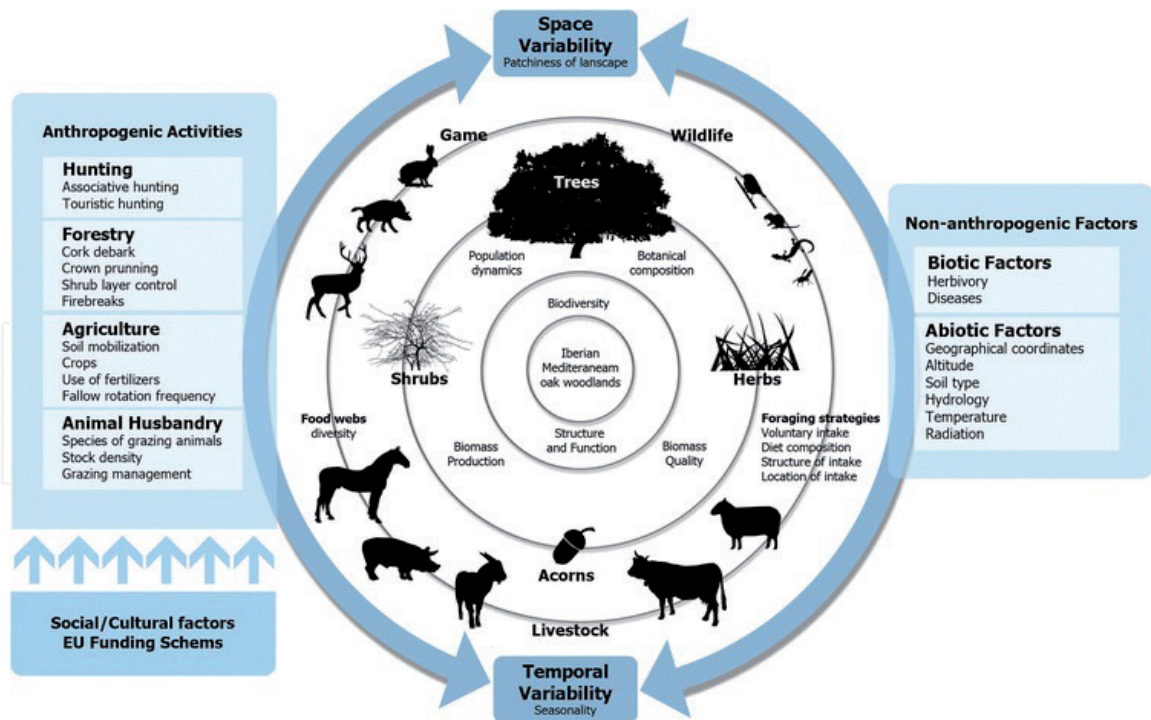 Space
Variability
Patchiness of lanscape
Anthropogenic Activities
Hunting
Associative hunting
Touristic hunting
Forestry
Cork debark
Crown prunning
Shrub layer control
Firebreaks
Agriculture
Soil mobilization
Crops
Use of fertilizers
Fallow rotation frequency
Animal Husbandry
Species of grazing animals
Stock density
Grazing management
Social/Cultural factors
EU Funding Schems
Game
Wildlife
Trees
Population
dynamics
Botanical
composition
Biodiversity
Iberian
Mediteraneam
oak woodlands
Shrubs
Herbs
Food webs
diversity
Biomass
Production
Structure
and Function
Biomass
Quality
Foraging strategies
Voluntary intake
Diet composition
Structure of intake
Location of intake
Acorns
Livestock
Non-anthropogenic Factors
Biotic Factors
Herbivory
Diseases
Abiotic Factors
Geographical coordinates
Altitude
Soil type
Hydrology
Temperature
Radiation
Temporal
Variability
Seasonality